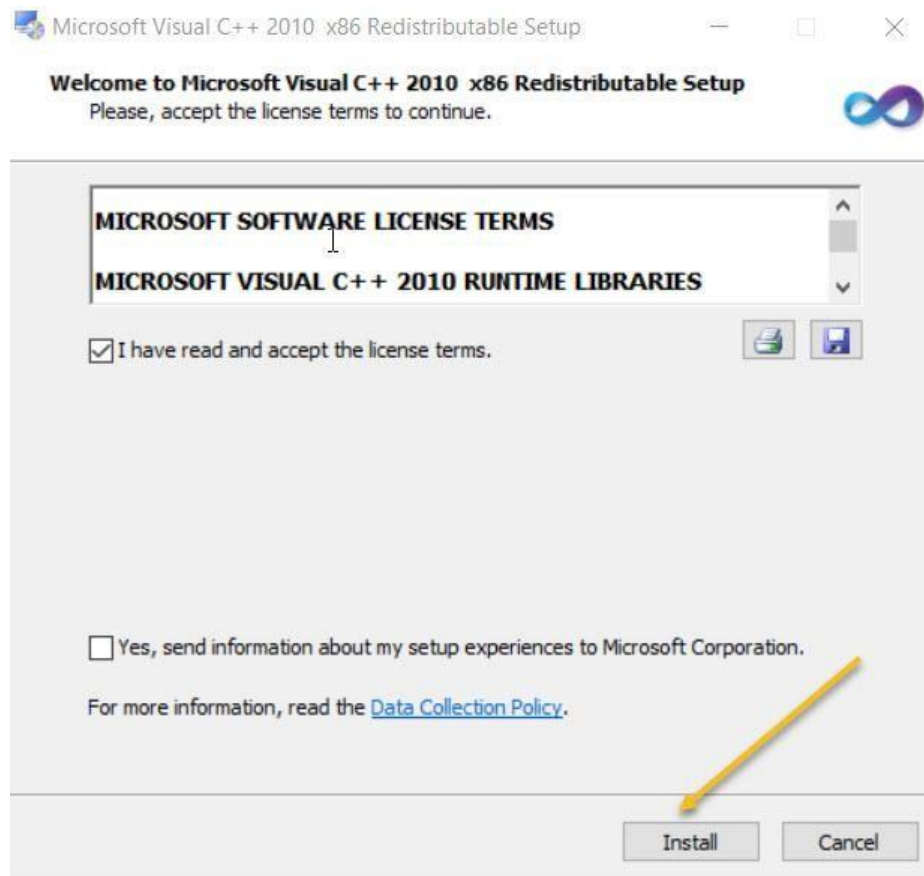 Microsoft Visual C++ 2010  x86 Redistributable Setup
Welcome to Microsoft Visual C++ 2010  x86 Redistributable Setup
Please, accept the license terms to continue.
MICROSOFT SOFTWARE LICENSE TERMS
MICROSOFT VISUAL C++ 2010 RUNTIME LIBRARIES
I have read and accept the license terms.
Yes, send information about my setup experiences to Microsoft Corporation.
For more information, read the Data Collection Policy.
Install
Cancel